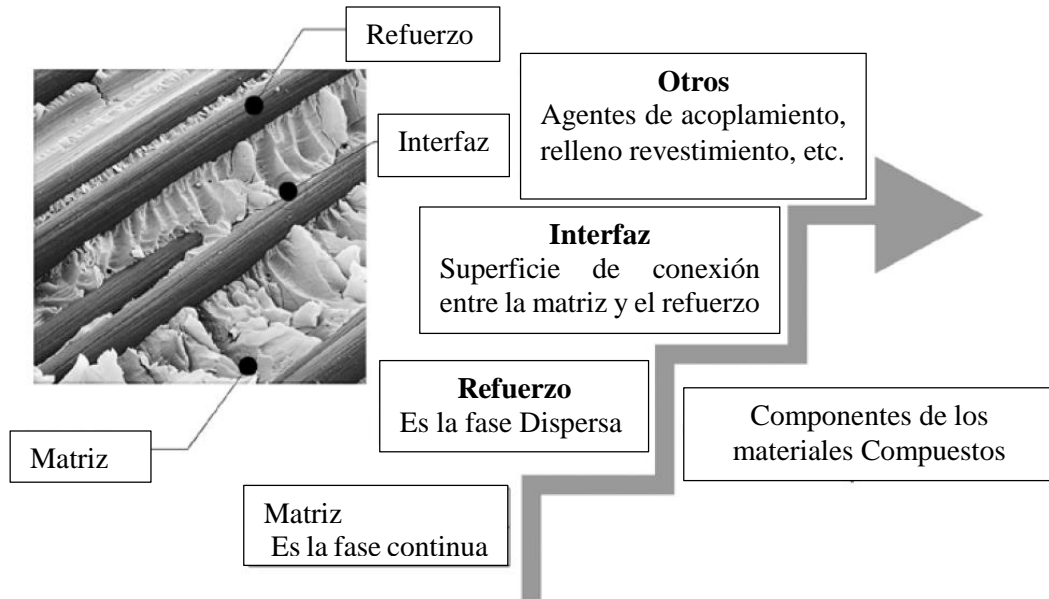 Refuerzo
Interfaz
Matriz
Otros
Agentes de acoplamiento,
relleno revestimiento, etc.
Interfaz
Superficie de conexión
entre la matriz y el refuerzo
Refuerzo
Es la fase Dispersa
Matriz
Es la fase continua
Componentes de los
materiales Compuestos